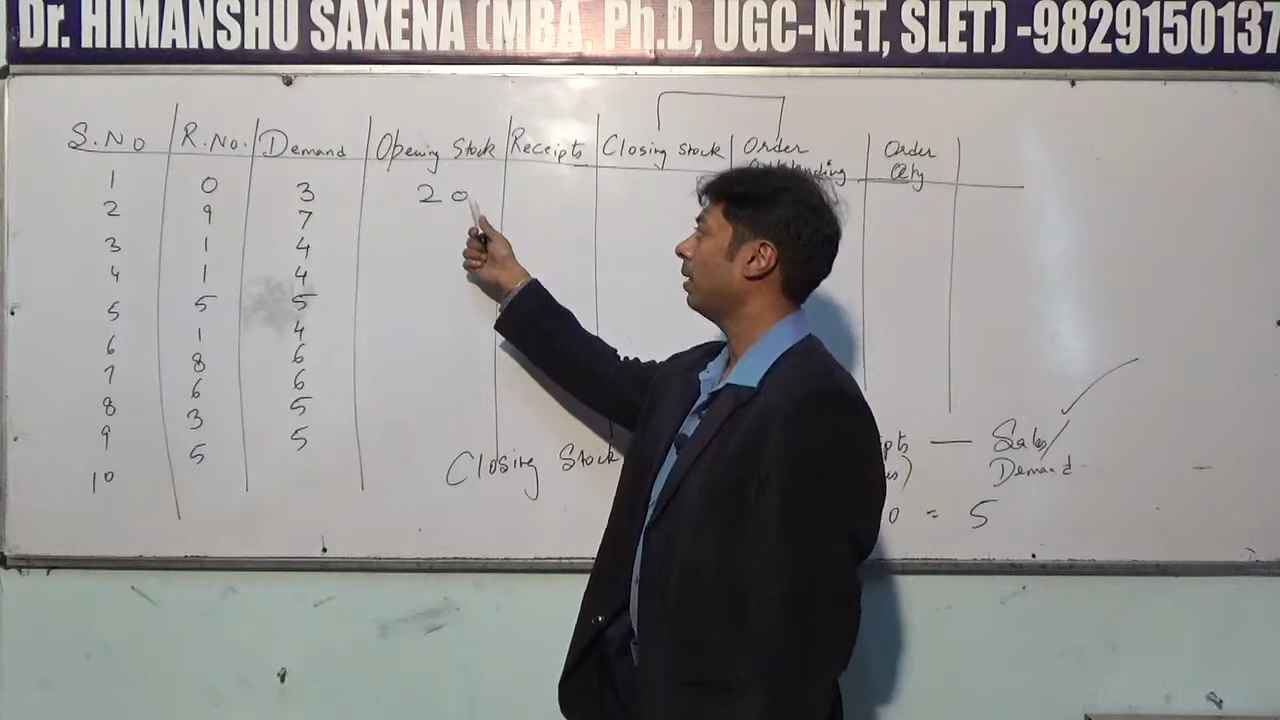 Dr. HIMANSHU SAXENA (MBA, Ph.D, UGC-NET, SLET) -9829150137
S.NO R.No. Demand Opening Stock Receipts Closing stock Order Order Qty
1 0 3 20
2 9 7
3 1 4
4 1 4
5 5 5
6 1 4
7 8 6
8 6 6
9 3 5
10 5 5
Closing Stock — Sales/
Demand
0 = 5